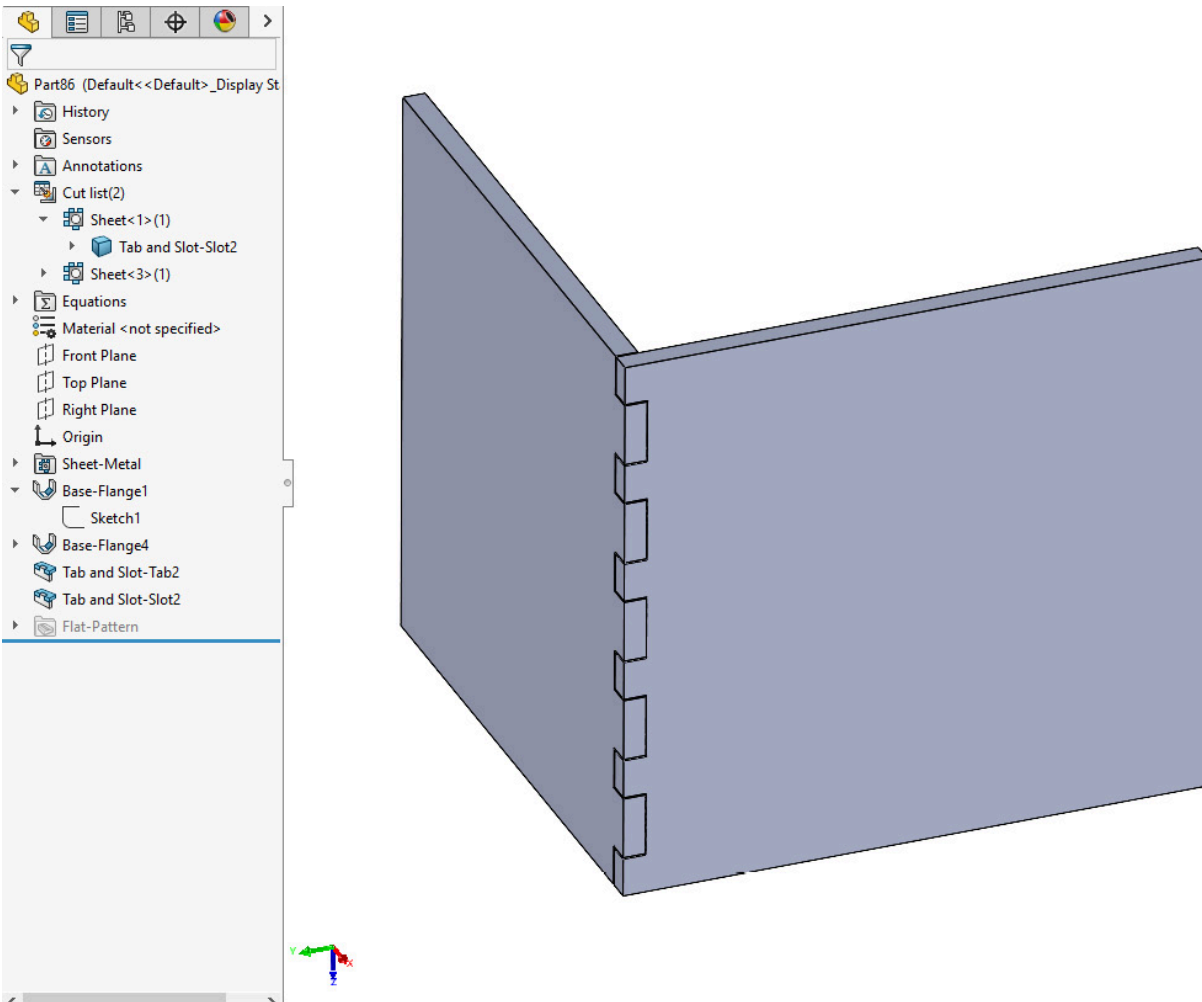 Part86 (Default<<Default>_Display St
History
Sensors
Annotations
Cut list(2)
Sheet<1>(1)
Tab and Slot-Slot2
Sheet<3>(1)
Equations
Material <not specified>
Front Plane
Top Plane
Right Plane
Origin
Sheet-Metal
Base-Flange1
Sketch1
Base-Flange4
Tab and Slot-Tab2
Tab and Slot-Slot2
Flat-Pattern
Y
X
Z